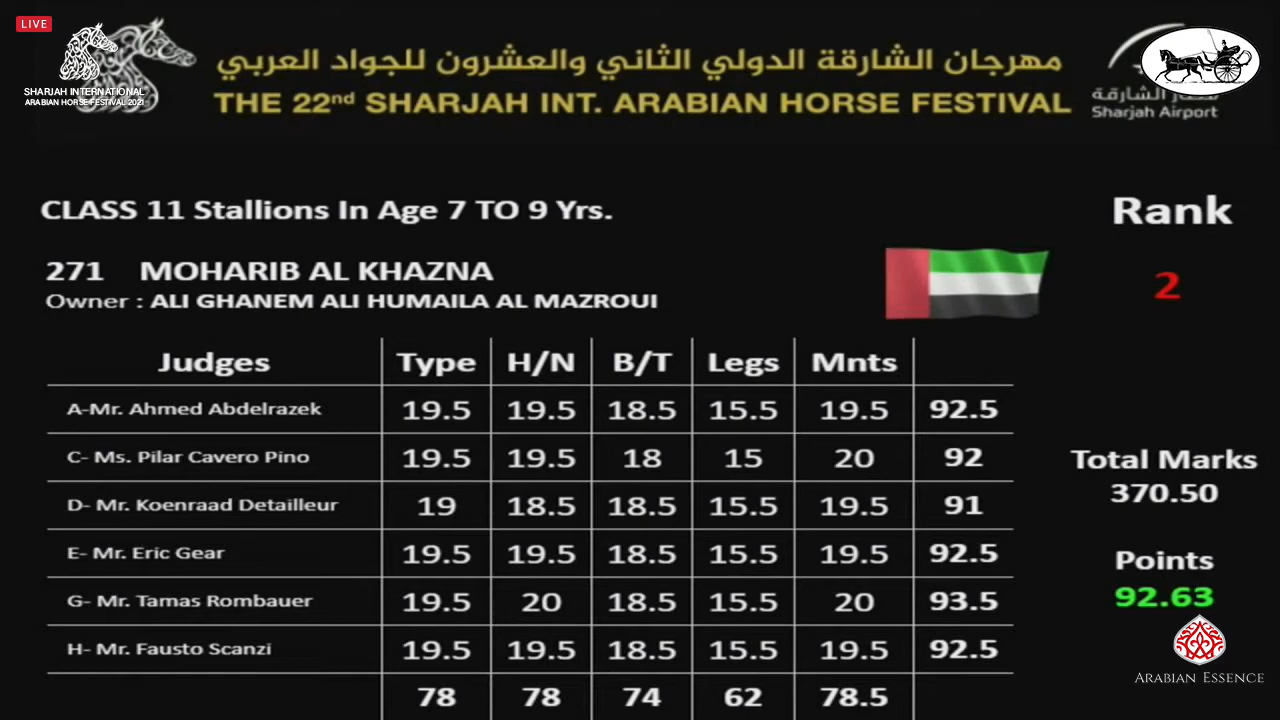 LIVE
SHARJAH INTERNATIONAL
ARABIAN HORSE FESTIVAL 2021
مهرجان الشارقة الدولي الثاني والعشرون للجواد العربي
THE 22nd SHARJAH INT. ARABIAN HORSE FESTIVAL
الشارقة
Sharjah Airport
CLASS 11 Stallions In Age 7 TO 9 Yrs.
Rank
271 MOHARIB AL KHAZNA
2
Owner : ALI GHANEM ALI HUMAILA AL MAZROUI
Judges Type H/N B/T Legs Mnts
A-Mr. Ahmed Abdelrazek 19.5 19.5 18.5 15.5 19.5 92.5
C- Ms. Pilar Cavero Pino 19.5 19.5 18 15 20 92
D- Mr. Koenraad Detailleur 19 18.5 18.5 15.5 19.5 91
E- Mr. Eric Gear 19.5 19.5 18.5 15.5 19.5 92.5
G- Mr. Tamas Rombauer 19.5 20 18.5 15.5 20 93.5
H- Mr. Fausto Scanzi 19.5 19.5 18.5 15.5 19.5 92.5
78 78 74 62 78.5
Total Marks
370.50
Points
92.63
ARABIAN ESSENCE